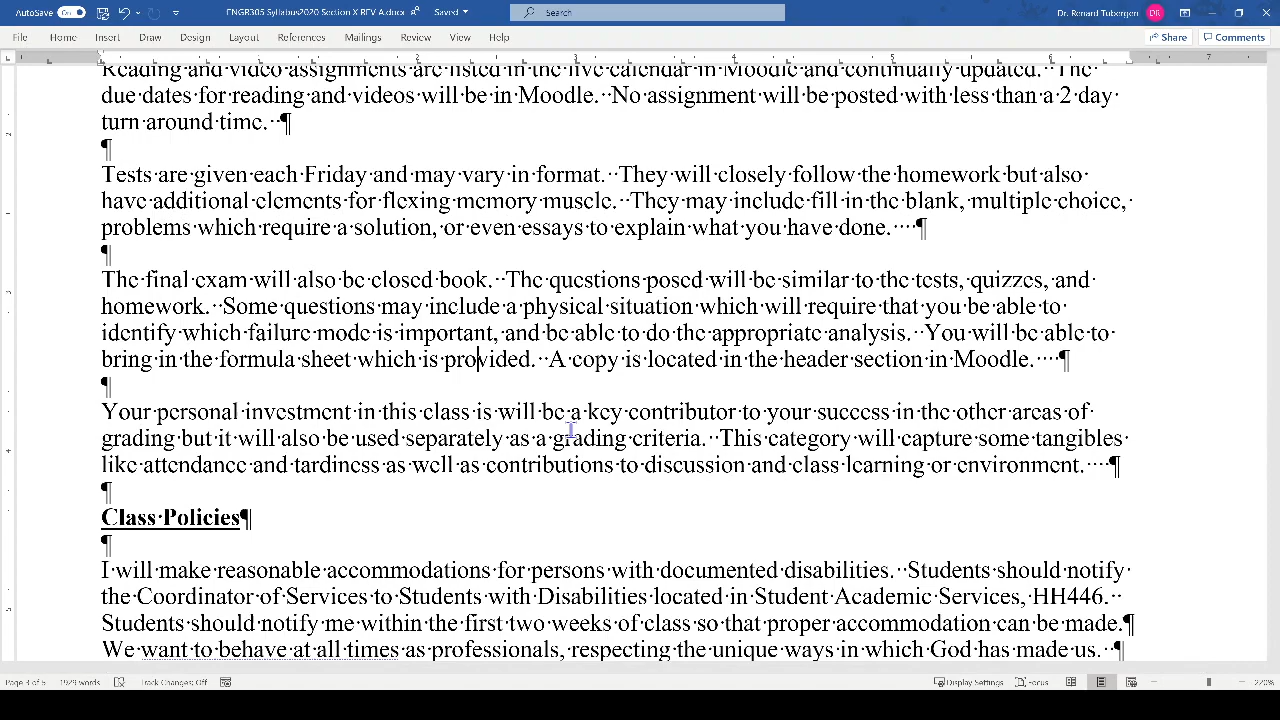 AutoSave On ENGR305 Syllabus2020 Section X REV A.docx Saved Search Dr. Renard Tubergen DR
File Home Insert Draw Design Layout References Mailings Review View Help Share Comments
2 3 4 5 6 7
Reading and video assignments are listed in the live calendar in Moodle and continually updated. The
due dates for reading and videos will be in Moodle. No assignment will be posted with less than a 2 day
turn around time. ¶
¶
Tests are given each Friday and may vary in format. They will closely follow the homework but also
have additional elements for flexing memory muscle. They may include fill in the blank, multiple choice,
problems which require a solution, or even essays to explain what you have done. ¶
¶
The final exam will also be closed book. The questions posed will be similar to the tests, quizzes, and
homework. Some questions may include a physical situation which will require that you be able to
identify which failure mode is important, and be able to do the appropriate analysis. You will be able to
bring in the formula sheet which is provided. A copy is located in the header section in Moodle. ¶
¶
Your personal investment in this class is will be a key contributor to your success in the other areas of
grading but it will also be used separately as a grading criteria. This category will capture some tangibles
like attendance and tardiness as well as contributions to discussion and class learning or environment. ¶
¶
Class Policies¶
¶
I will make reasonable accommodations for persons with documented disabilities. Students should notify
the Coordinator of Services to Students with Disabilities located in Student Academic Services, HH446.
Students should notify me within the first two weeks of class so that proper accommodation can be made.¶
We want to behave at all times as professionals, respecting the unique ways in which God has made us. ¶
Page 3 of 5 1929 words Track Changes: Off Display Settings Focus 220%